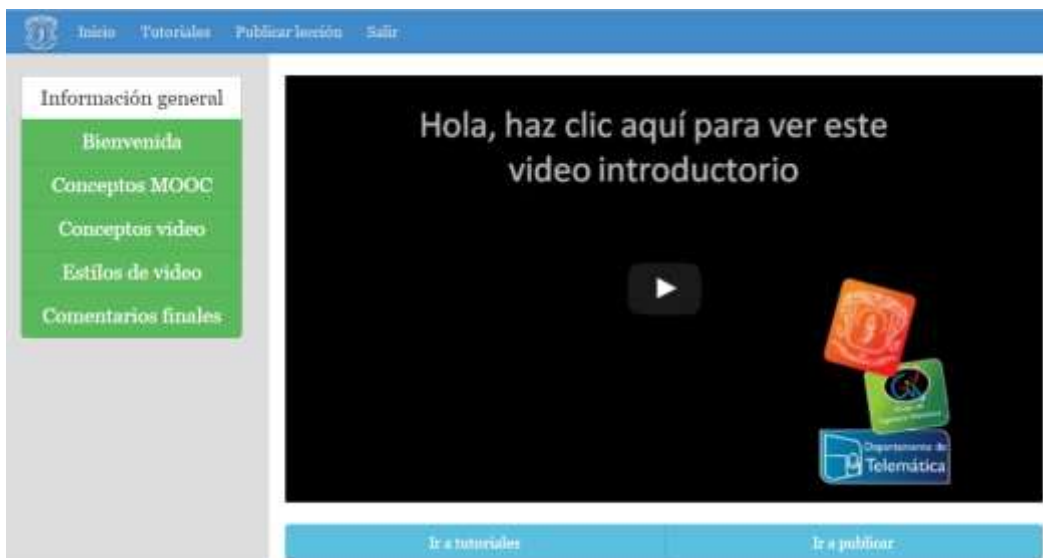 Inicio Tutoriales Publicar lección Salir
Información general
Bienvenida
Conceptos MOOC
Conceptos video
Estilos de video
Comentarios finales
Hola, haz clic aquí para ver este
video introductorio
Departamento de
Telemática
Ir a tutoriales Ir a publicar